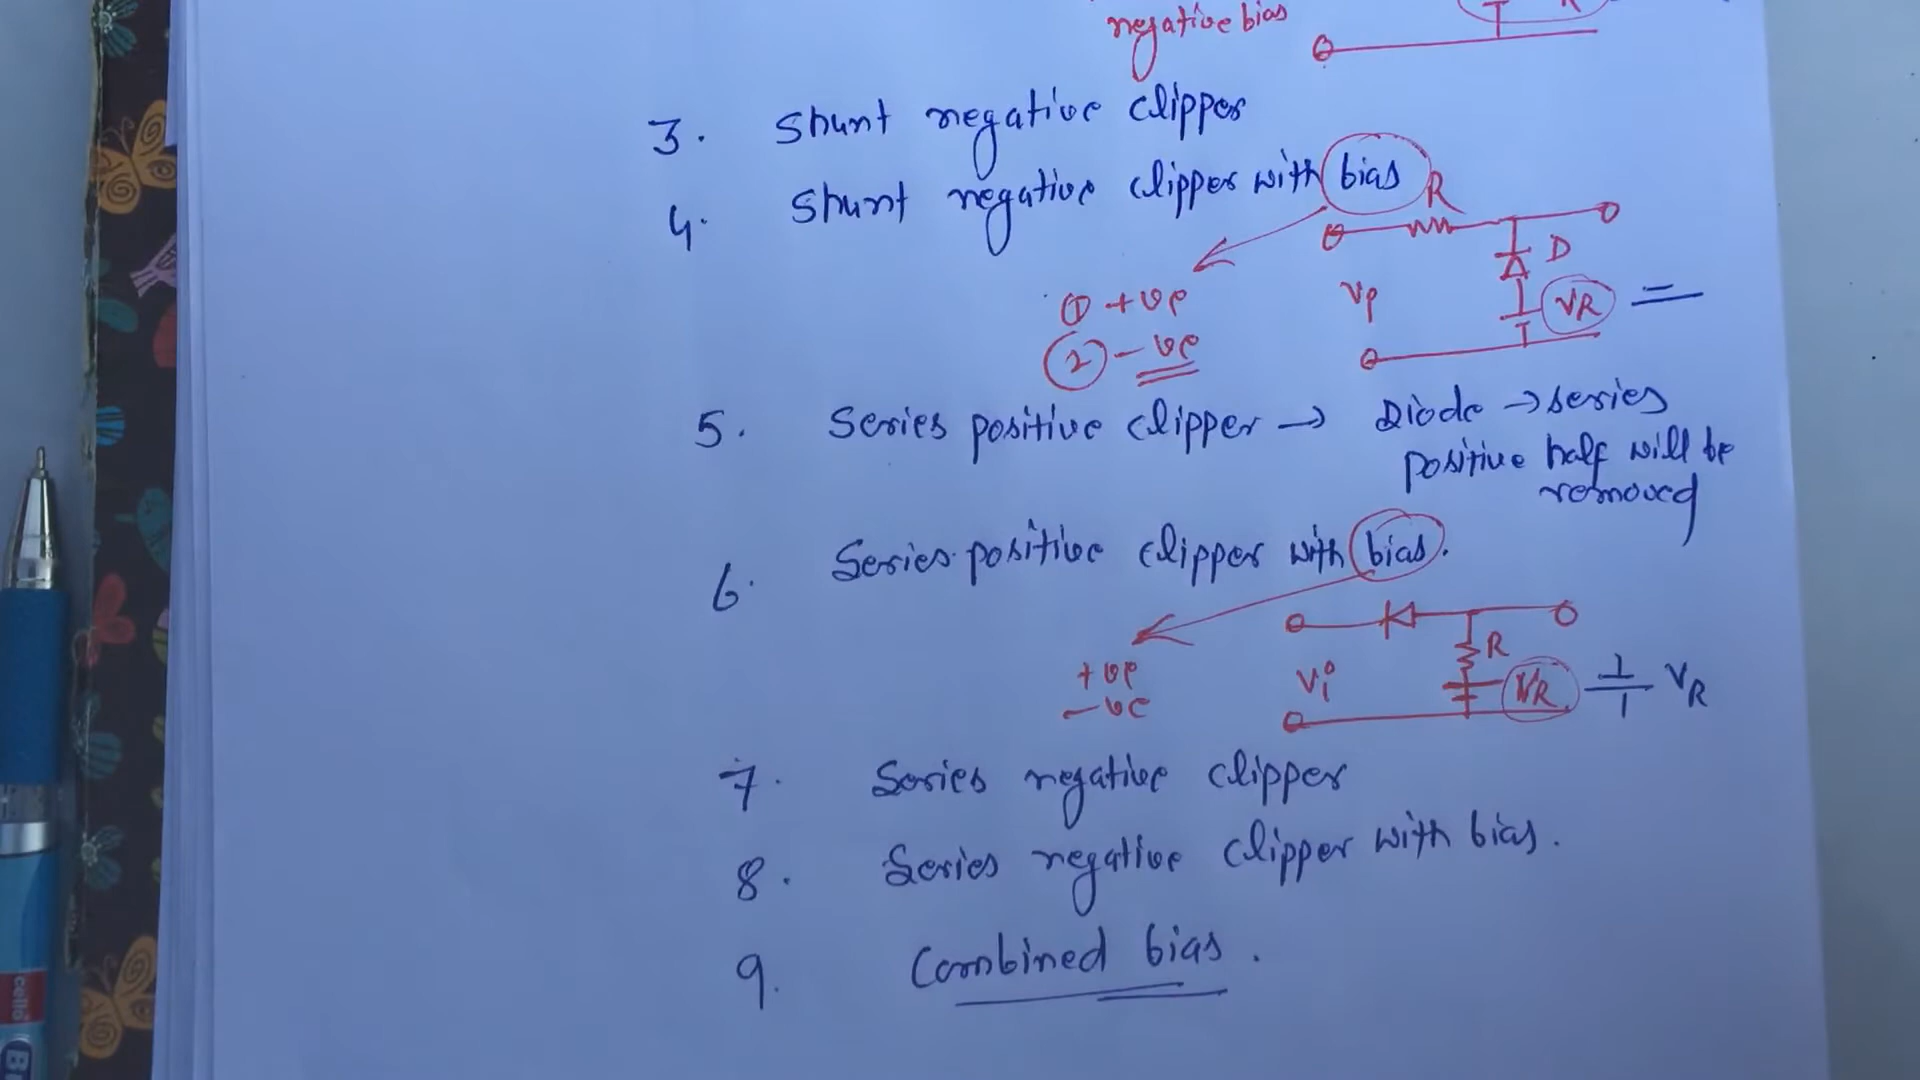 negative bias
3. Shunt negative clipper
4. Shunt negative clipper with bias
R
D
① +ve
Vi
VR
② -ve
5. Series positive clipper → Diode → series
positive half will be
removed
6. Series positive clipper with bias.
R
+ve
Vi
VR
VR
-ve
7. Series negative clipper
8. Series negative clipper with bias.
9. Combined bias.
cello